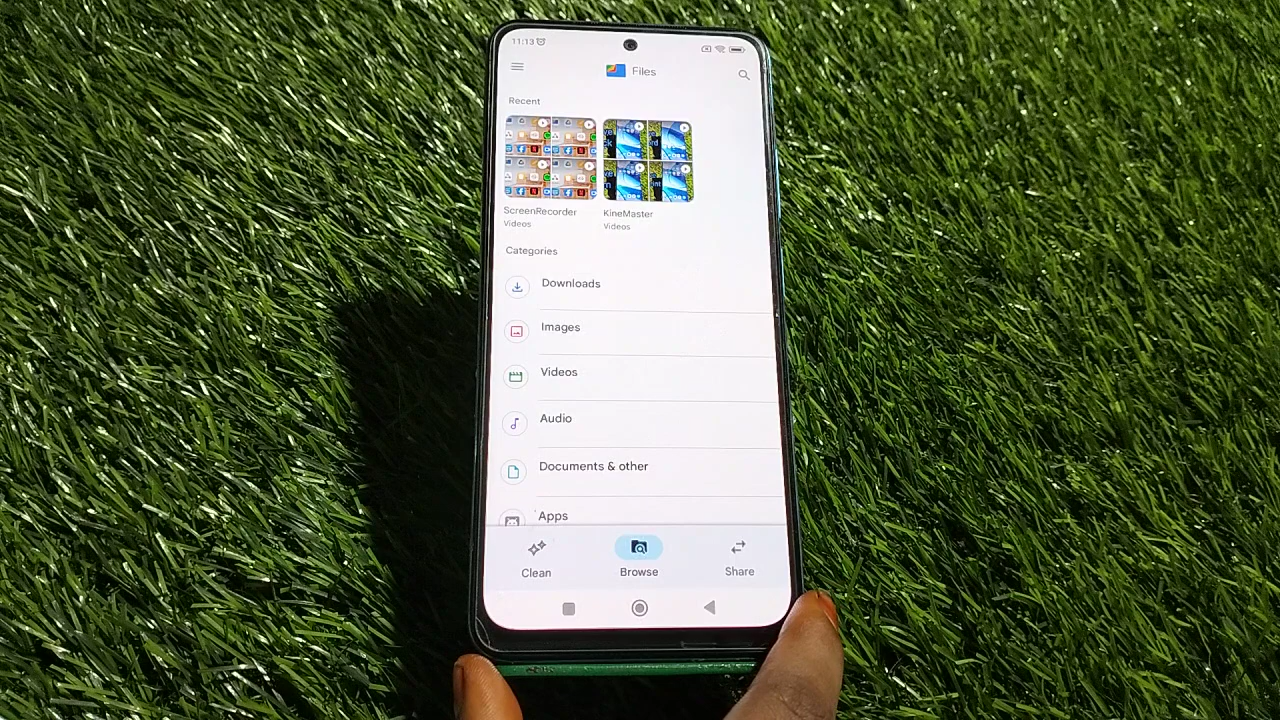 11:13
Files
Recent
ScreenRecorder
Videos
KineMaster
Videos
Categories
Downloads
Images
Videos
Audio
Documents & other
Apps
Clean
Browse
Share